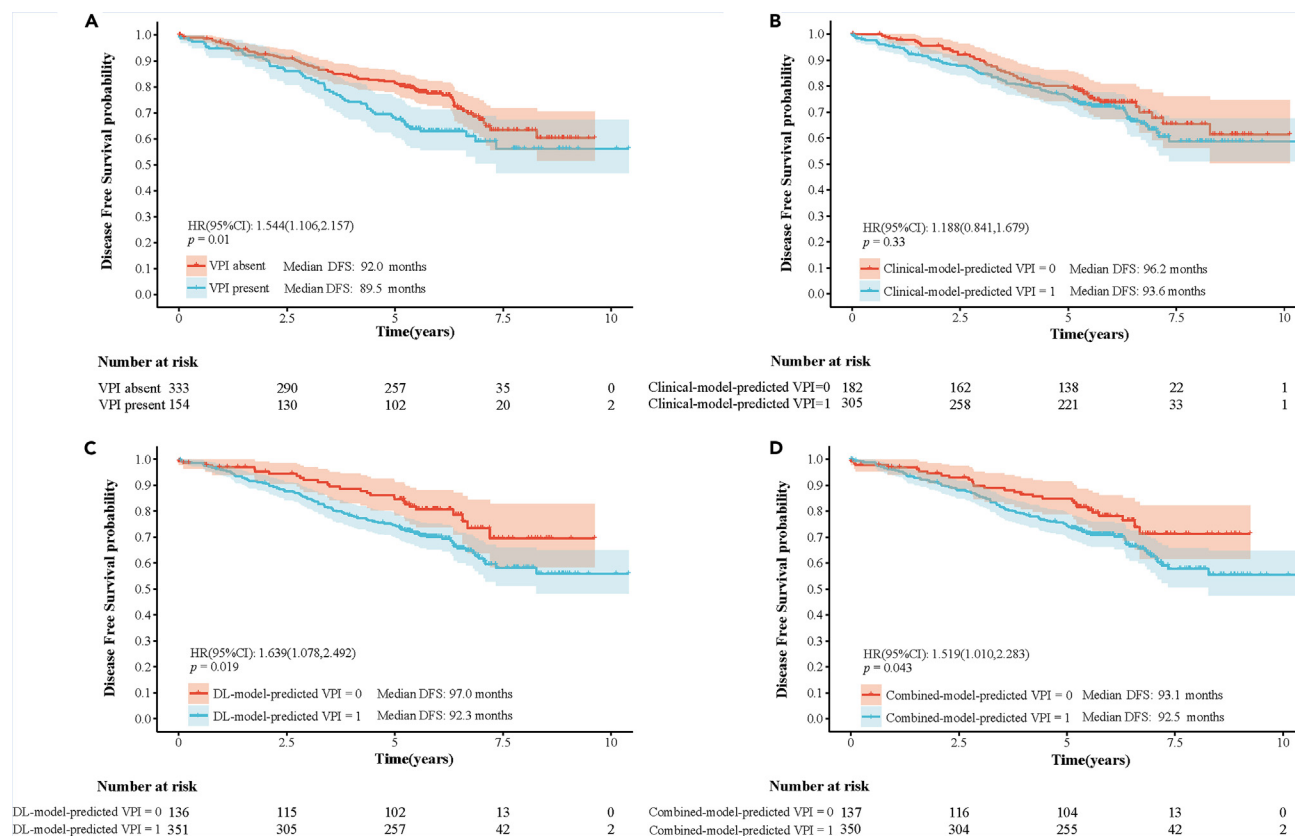 A
Disease Free Survival probability
1.0
0.9
0.8
0.7
0.6
0.5
0.4
0.3
0.2
0.1
0.0
HR(95%CI): 1.544(1.106,2.157)
p = 0.01
VPI absent Median DFS: 92.0 months
VPI present Median DFS: 89.5 months
0 2.5 5 7.5 10
Time(years)
Number at risk
VPI absent 333 290 257 35 0
VPI present 154 130 102 20 2
B
Disease Free Survival probability
1.0
0.9
0.8
0.7
0.6
0.5
0.4
0.3
0.2
0.1
0.0
HR(95%CI): 1.188(0.841,1.679)
p = 0.33
Clinical-model-predicted VPI = 0 Median DFS: 96.2 months
Clinical-model-predicted VPI = 1 Median DFS: 93.6 months
0 2.5 5 7.5 10
Time(years)
Number at risk
Clinical-model-predicted VPI=0 182 162 138 22 1
Clinical-model-predicted VPI=1 305 258 221 33 1
C
Disease Free Survival probability
1.0
0.9
0.8
0.7
0.6
0.5
0.4
0.3
0.2
0.1
0.0
HR(95%CI): 1.639(1.078,2.492)
p = 0.019
DL-model-predicted VPI = 0 Median DFS: 97.0 months
DL-model-predicted VPI = 1 Median DFS: 92.3 months
0 2.5 5 7.5 10
Time(years)
Number at risk
DL-model-predicted VPI = 0 136 115 102 13 0
DL-model-predicted VPI = 1 351 305 257 42 2
D
Disease Free Survival probability
1.0
0.9
0.8
0.7
0.6
0.5
0.4
0.3
0.2
0.1
0.0
HR(95%CI): 1.519(1.010,2.283)
p = 0.043
Combined-model-predicted VPI = 0 Median DFS: 93.1 months
Combined-model-predicted VPI = 1 Median DFS: 92.5 months
0 2.5 5 7.5 10
Time(years)
Number at risk
Combined-model-predicted VPI = 0 137 116 104 13 0
Combined-model-predicted VPI = 1 350 304 255 42 2